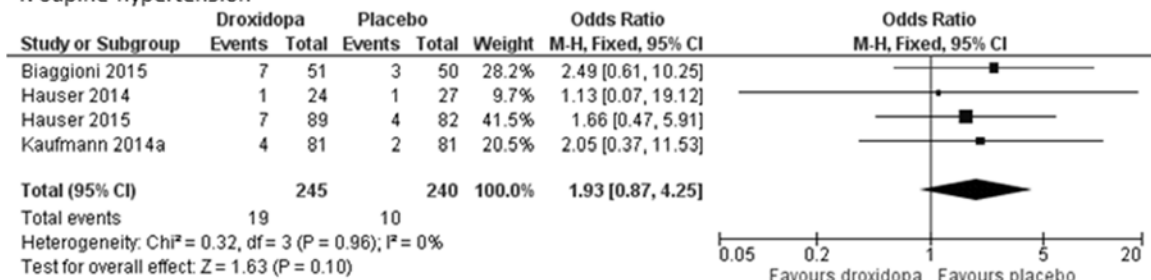 Droxidopa Placebo Odds Ratio Odds Ratio
Study or Subgroup Events Total Events Total Weight M-H, Fixed, 95% CI M-H, Fixed, 95% CI
Biaggioni 2015 7 51 3 50 28.2% 2.49 [0.61, 10.25]
Hauser 2014 1 24 1 27 9.7% 1.13 [0.07, 19.12]
Hauser 2015 7 89 4 82 41.5% 1.66 [0.47, 5.91]
Kaufmann 2014a 4 81 2 81 20.5% 2.05 [0.37, 11.53]
Total (95% CI) 245 240 100.0% 1.93 [0.87, 4.25]
Total events 19 10
Heterogeneity: Chi² = 0.32, df = 3 (P = 0.96); I² = 0%
Test for overall effect: Z = 1.63 (P = 0.10)
0.05 0.2 1 5 20
Favours droxidopa Favours placebo